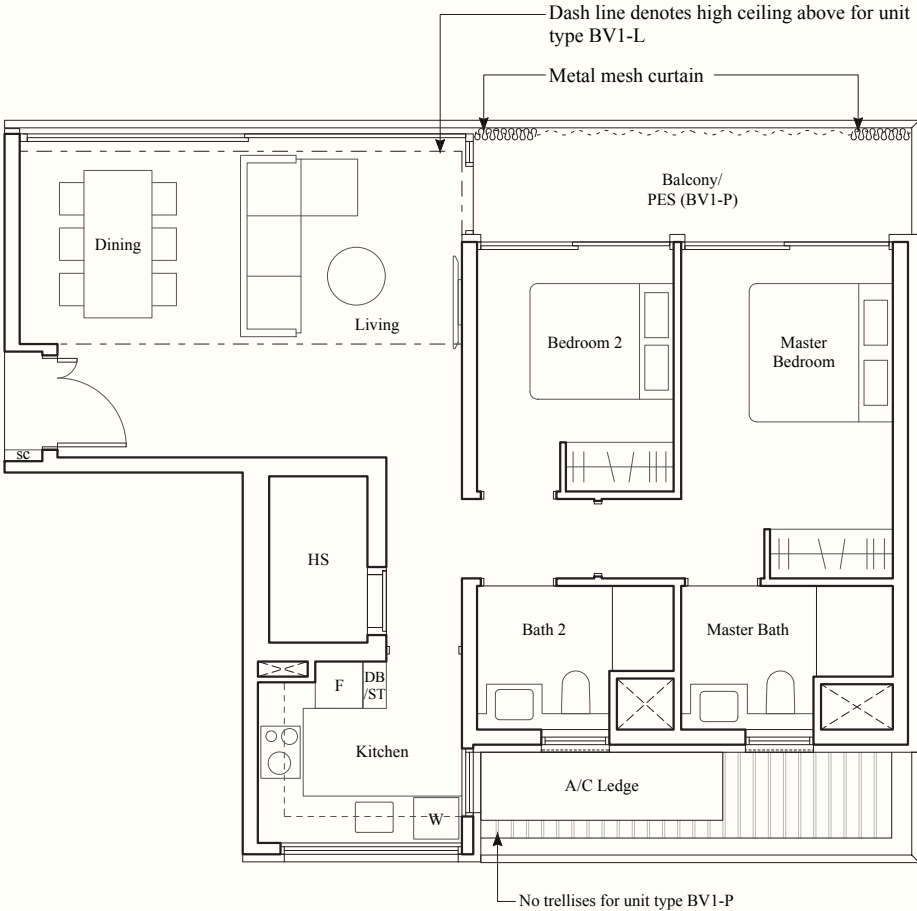 Dash line denotes high ceiling above for unit
type BV1-L
Metal mesh curtain
Balcony/
PES (BV1-P)
Dining
Living
Bedroom 2
Master
Bedroom
sc
HS
Bath 2
Master Bath
F
DB
/ST
Kitchen
A/C Ledge
W
No trellises for unit type BV1-P